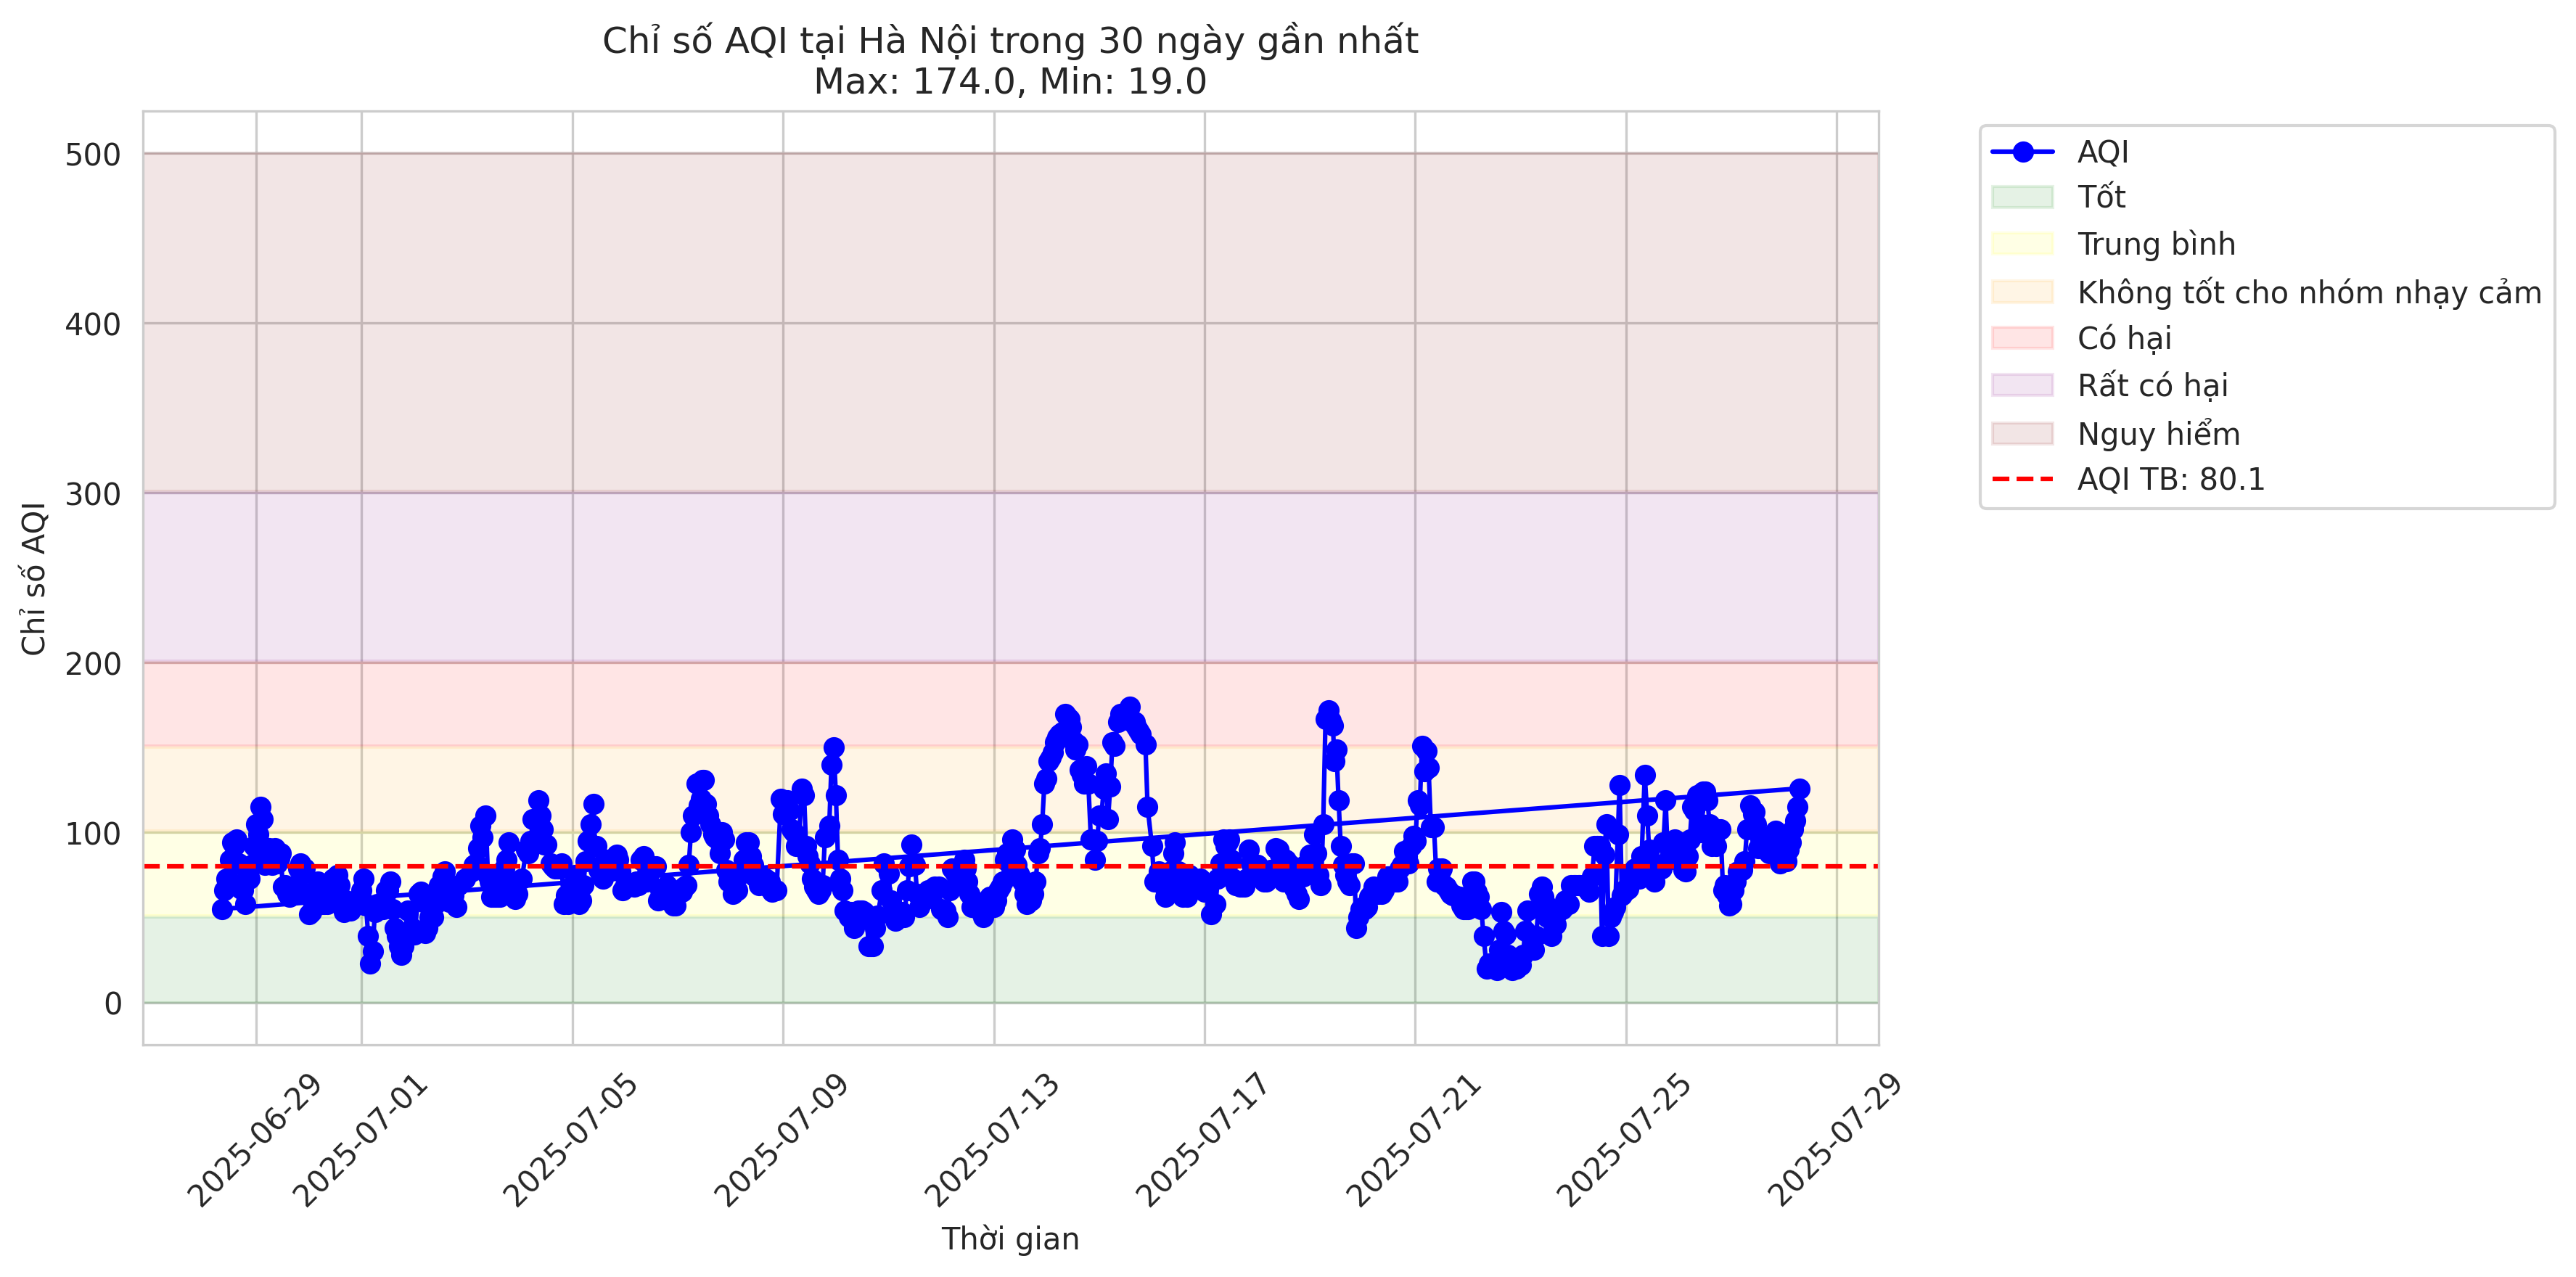 Chỉ số AQI tại Hà Nội trong 30 ngày gần nhất
Max: 174.0, Min: 19.0
Chỉ số AQI
500
400
300
200
100
0
2025-06-29
2025-07-01
2025-07-05
2025-07-09
2025-07-13
2025-07-17
2025-07-21
2025-07-25
2025-07-29
Thời gian
AQI
Tốt
Trung bình
Không tốt cho nhóm nhạy cảm
Có hại
Rất có hại
Nguy hiểm
AQI TB: 80.1